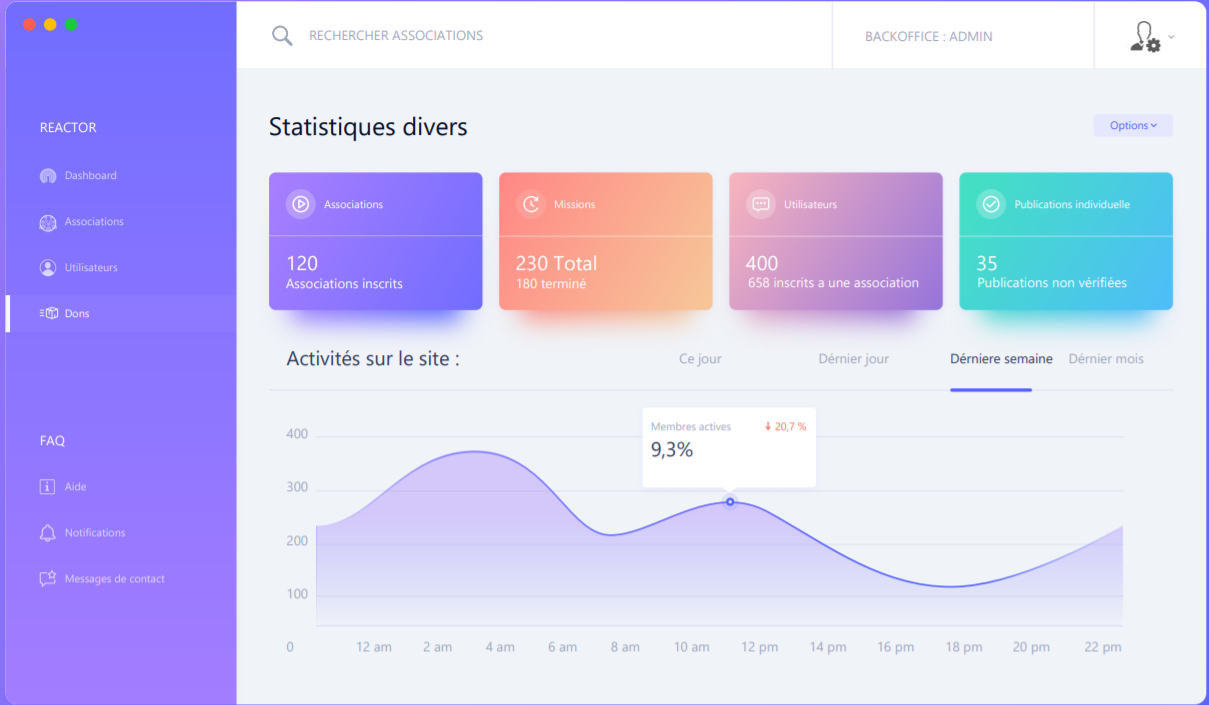 RECHERCHER ASSOCIATIONS
BACKOFFICE : ADMIN
REACTOR
Dashboard
Associations
Utilisateurs
Dons
FAQ
Aide
Notifications
Messages de contact
Statistiques divers
Options
Associations
120
Associations inscrits
Missions
230 Total
180 terminé
Utilisateurs
400
658 inscrits a une association
Publications individuelle
35
Publications non vérifiées
Activités sur le site :
Ce jour
Dérnier jour
Dérniere semaine
Dérnier mois
Membres actives
20,7 %
9,3%
400
300
200
100
0
12 am
2 am
4 am
6 am
8 am
10 am
12 pm
14 pm
16 pm
18 pm
20 pm
22 pm